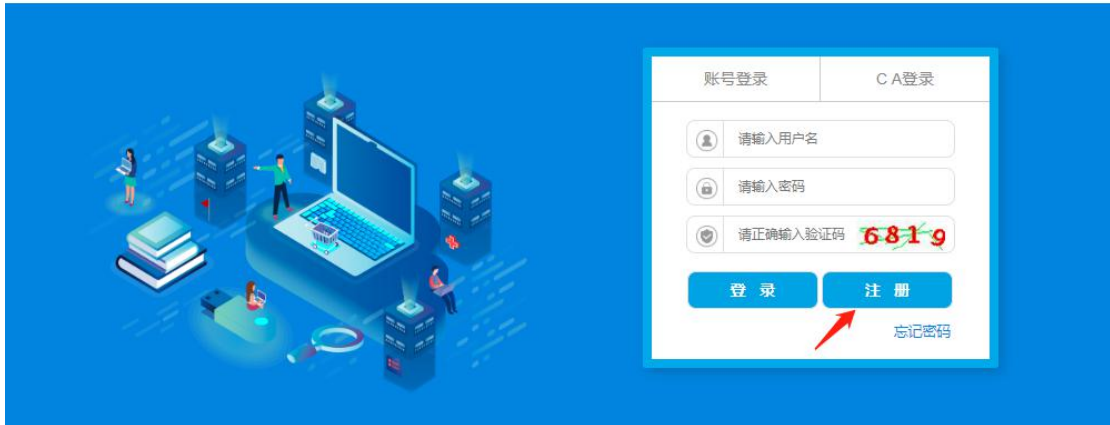 账号登录 C A登录
请输入用户名
请输入密码
请正确输入验证码 6819
登 录 注 册
忘记密码